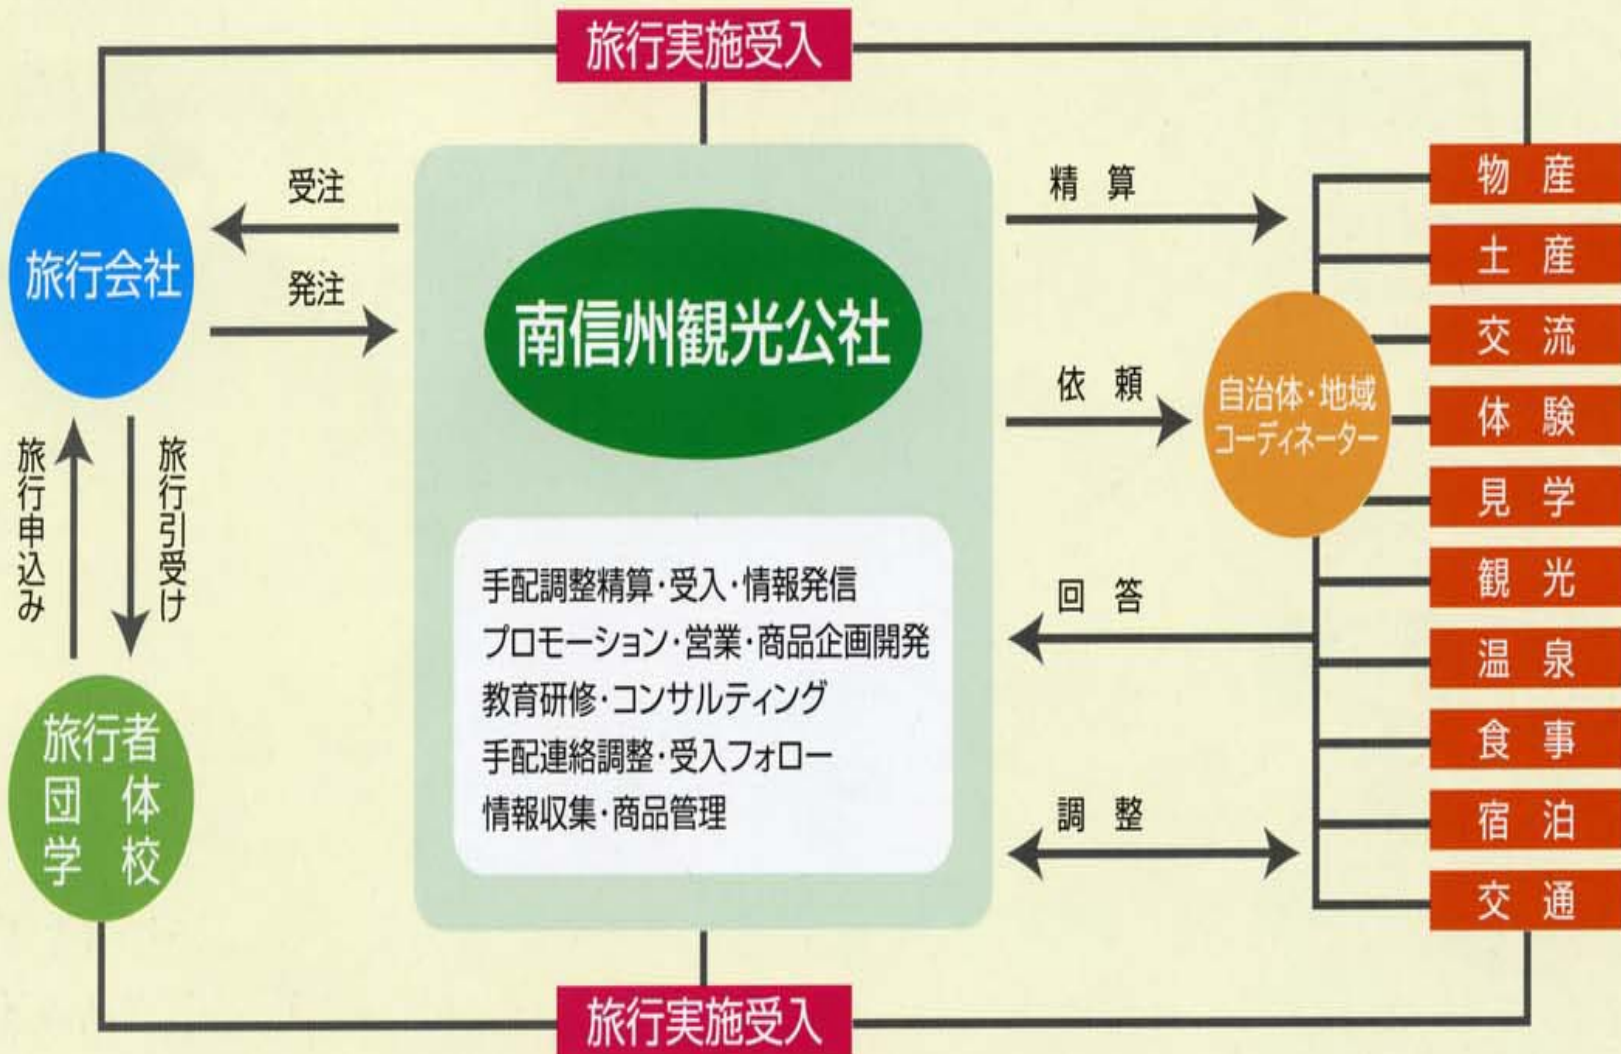 旅行実施受入
旅行会社
受注
発注
旅行申込み
旅行引受け
旅行者
団体
学校
南信州観光公社
手配調整精算・受入・情報発信
プロモーション・営業・商品企画開発
教育研修・コンサルティング
手配連絡調整・受入フォロー
情報収集・商品管理
精算
依頼
回答
調整
自治体・地域
コーディネーター
物産
土産
交流
体験
見学
観光
温泉
食事
宿泊
交通
旅行実施受入